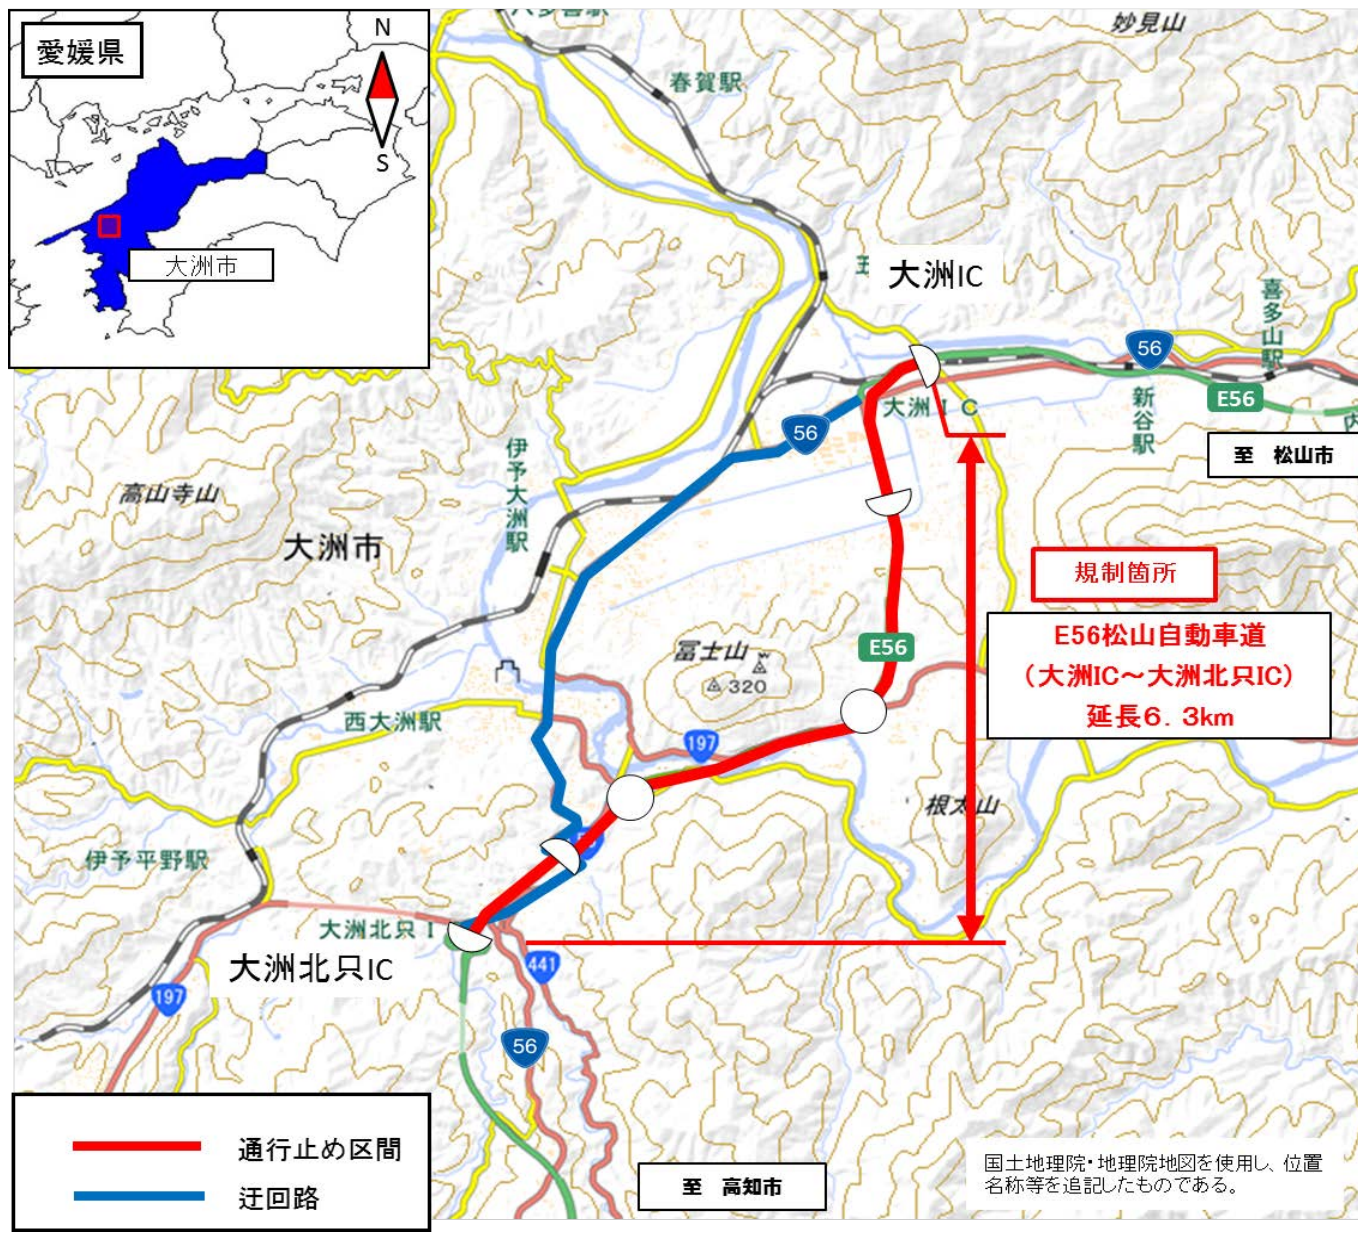 愛媛県
N
S
大洲市
春賀駅
妙見山
大洲IC
喜多山駅
56
E56
大洲IC
新谷駅
至 松山市
56
伊予大洲駅
高山寺山
大洲市
規制箇所
E56松山自動車道
(大洲IC～大洲北只IC)
延長6.3km
E56
冨士山
320
西大洲駅
197
根太山
伊予平野駅
大洲北只I
大洲北只IC
441
197
56
通行止め区間
迂回路
至 高知市
国土地理院・地理院地図を使用し、位置
名称等を追記したものである。